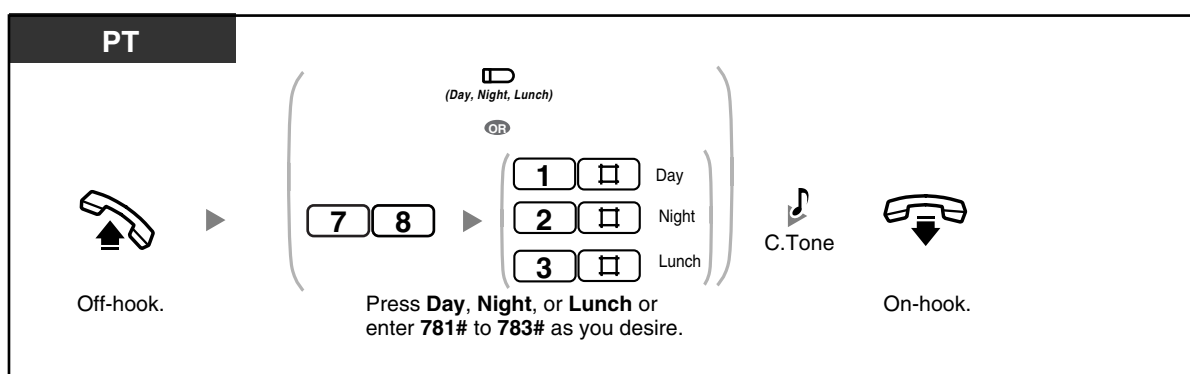 PT
(Day, Night, Lunch)
OR
1 # Day
7 8 2 # Night
3 # Lunch
C.Tone
Off-hook.
Press Day, Night, or Lunch or
enter 781# to 783# as you desire.
On-hook.